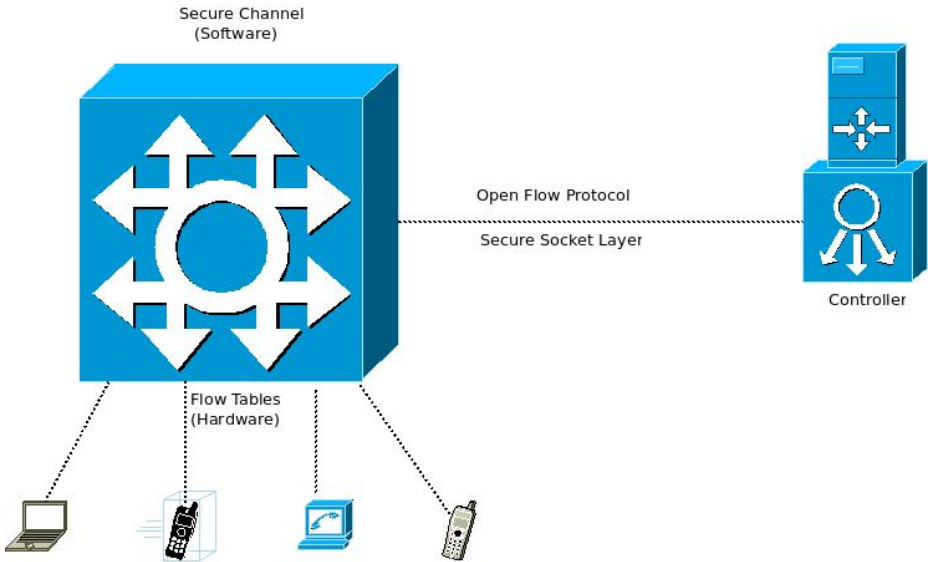 Secure Channel
(Software)
Open Flow Protocol
Secure Socket Layer
Controller
Flow Tables
(Hardware)